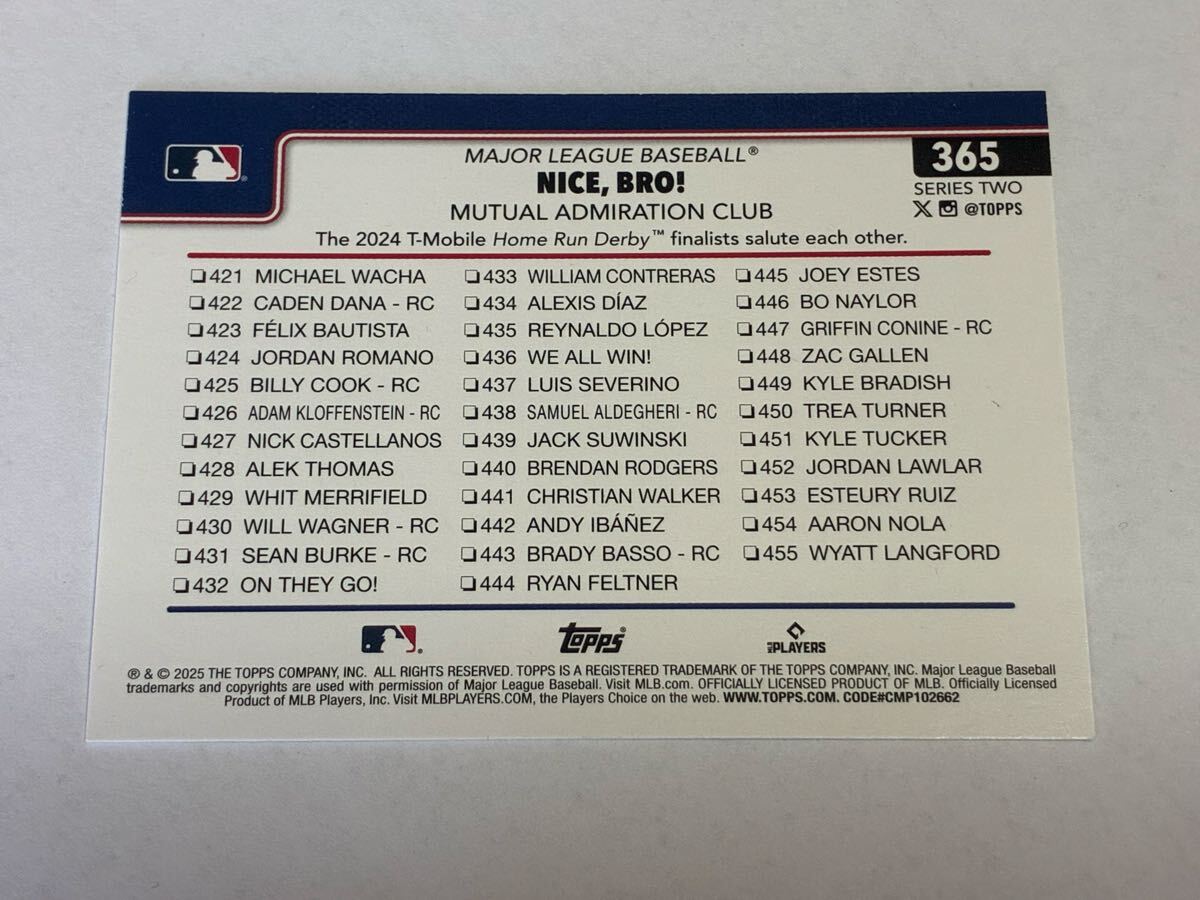 MAJOR LEAGUE BASEBALL®
NICE, BRO!
MUTUAL ADMIRATION CLUB
The 2024 T-Mobile Home Run Derby™ finalists salute each other.
365
SERIES TWO
@TOPPS
421 MICHAEL WACHA
422 CADEN DANA - RC
423 FÉLIX BAUTISTA
424 JORDAN ROMANO
425 BILLY COOK - RC
426 ADAM KLOFFENSTEIN - RC
427 NICK CASTELLANOS
428 ALEK THOMAS
429 WHIT MERRIFIELD
430 WILL WAGNER - RC
431 SEAN BURKE - RC
432 ON THEY GO!
433 WILLIAM CONTRERAS
434 ALEXIS DÍAZ
435 REYNALDO LÓPEZ
436 WE ALL WIN!
437 LUIS SEVERINO
438 SAMUEL ALDEGHERI - RC
439 JACK SUWINSKI
440 BRENDAN RODGERS
441 CHRISTIAN WALKER
442 ANDY IBÁÑEZ
443 BRADY BASSO - RC
444 RYAN FELTNER
445 JOEY ESTES
446 BO NAYLOR
447 GRIFFIN CONINE - RC
448 ZAC GALLEN
449 KYLE BRADISH
450 TREA TURNER
451 KYLE TUCKER
452 JORDAN LAWLAR
453 ESTEURY RUIZ
454 AARON NOLA
455 WYATT LANGFORD
topps
PLAYERS
® & © 2025 THE TOPPS COMPANY, INC. ALL RIGHTS RESERVED. TOPPS IS A REGISTERED TRADEMARK OF THE TOPPS COMPANY, INC. Major League Baseball
trademarks and copyrights are used with permission of Major League Baseball. Visit MLB.com. OFFICIALLY LICENSED PRODUCT OF MLB. Officially Licensed
Product of MLB Players, Inc. Visit MLBPLAYERS.COM, the Players Choice on the web. WWW.TOPPS.COM. CODE#CMP102662